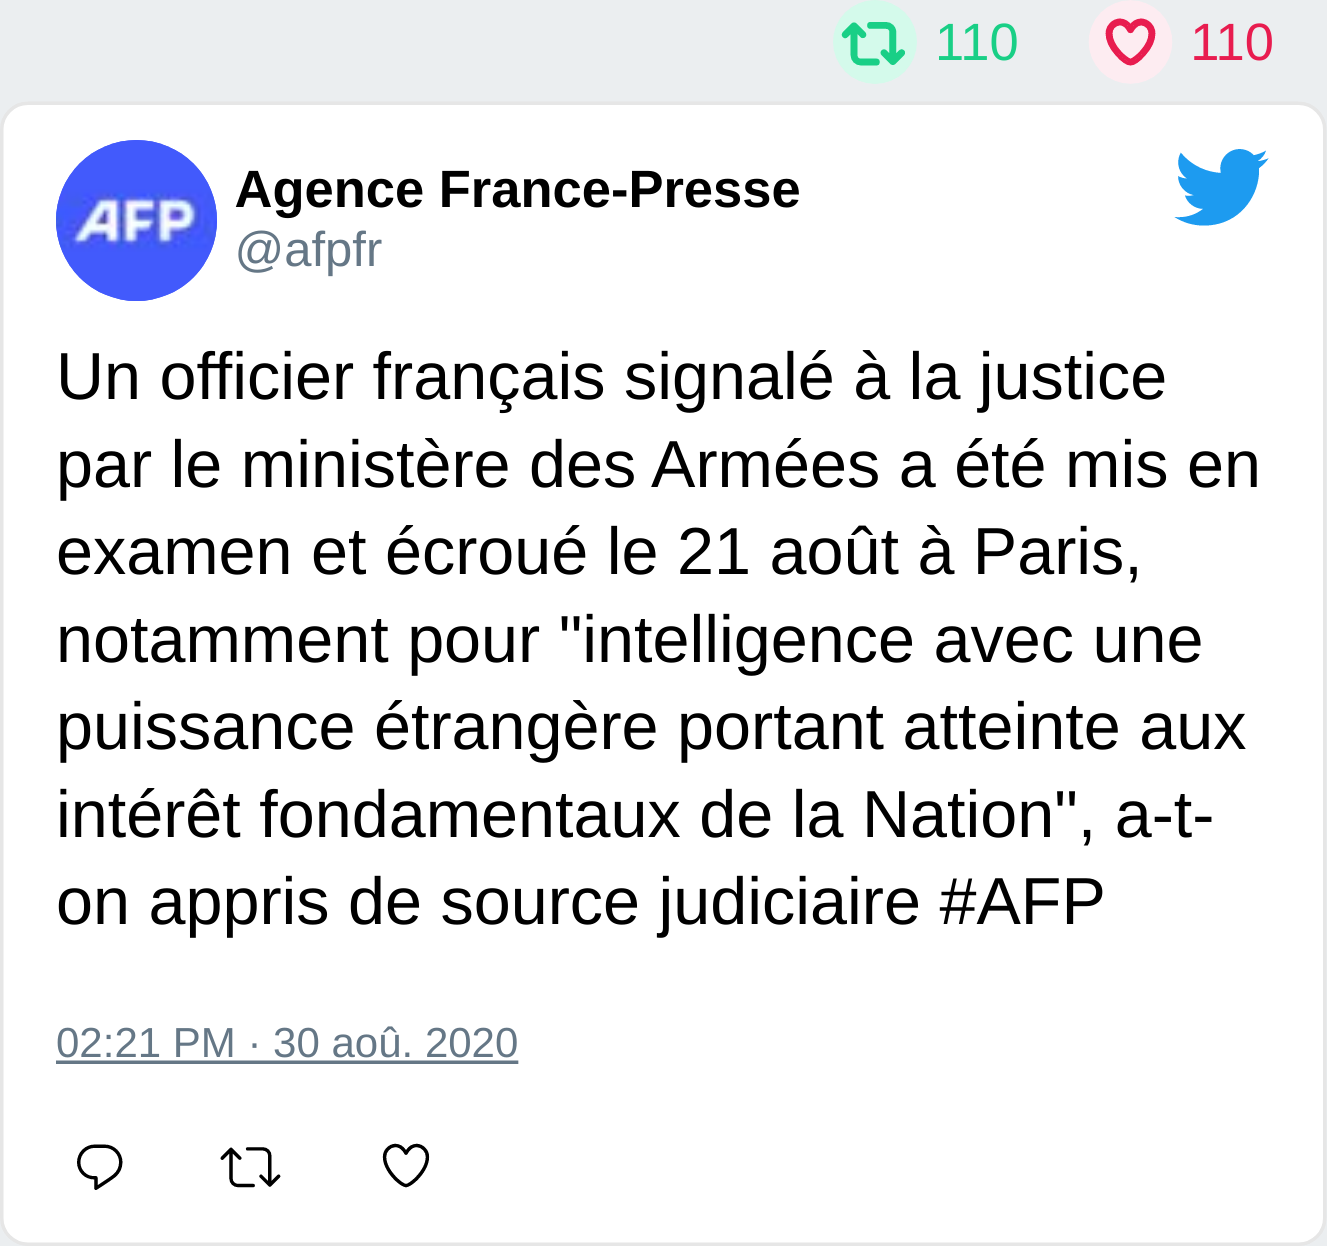 110 110
AFP
Agence France-Presse
@afpfr
Un officier français signalé à la justice
par le ministère des Armées a été mis en
examen et écroué le 21 août à Paris,
notamment pour "intelligence avec une
puissance étrangère portant atteinte aux
intérêt fondamentaux de la Nation", a-t-
on appris de source judiciaire #AFP
02:21 PM · 30 aoû. 2020